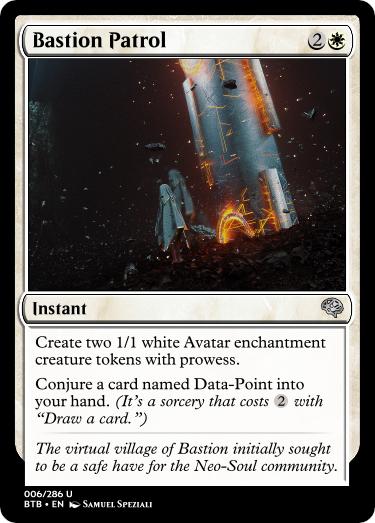 Bastion Patrol 2
Instant
Create two 1/1 white Avatar enchantment
creature tokens with prowess.
Conjure a card named Data-Point into
your hand. (It's a sorcery that costs 2 with
“Draw a card.”)
The virtual village of Bastion initially sought
to be a safe have for the Neo-Soul community.
006/286 U
BTB • EN Samuel Speziali